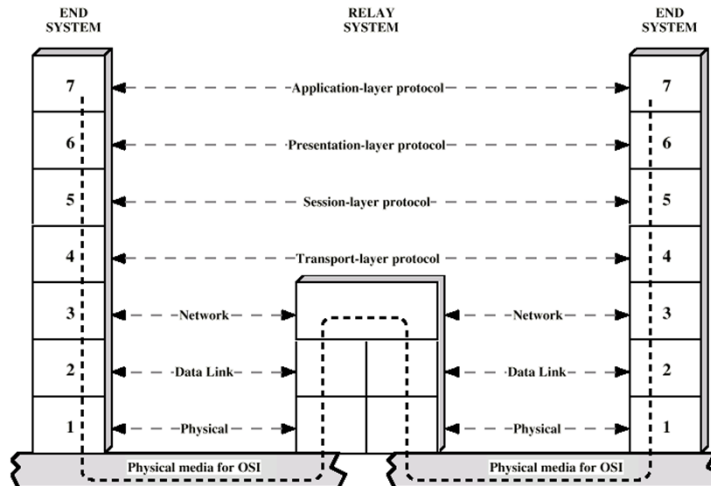 END
SYSTEM
RELAY
SYSTEM
END
SYSTEM
7
Application-layer protocol
7
6
Presentation-layer protocol
6
5
Session-layer protocol
5
4
Transport-layer protocol
4
3
Network
Network
3
2
Data Link
Data Link
2
1
Physical
Physical
1
Physical media for OSI
Physical media for OSI